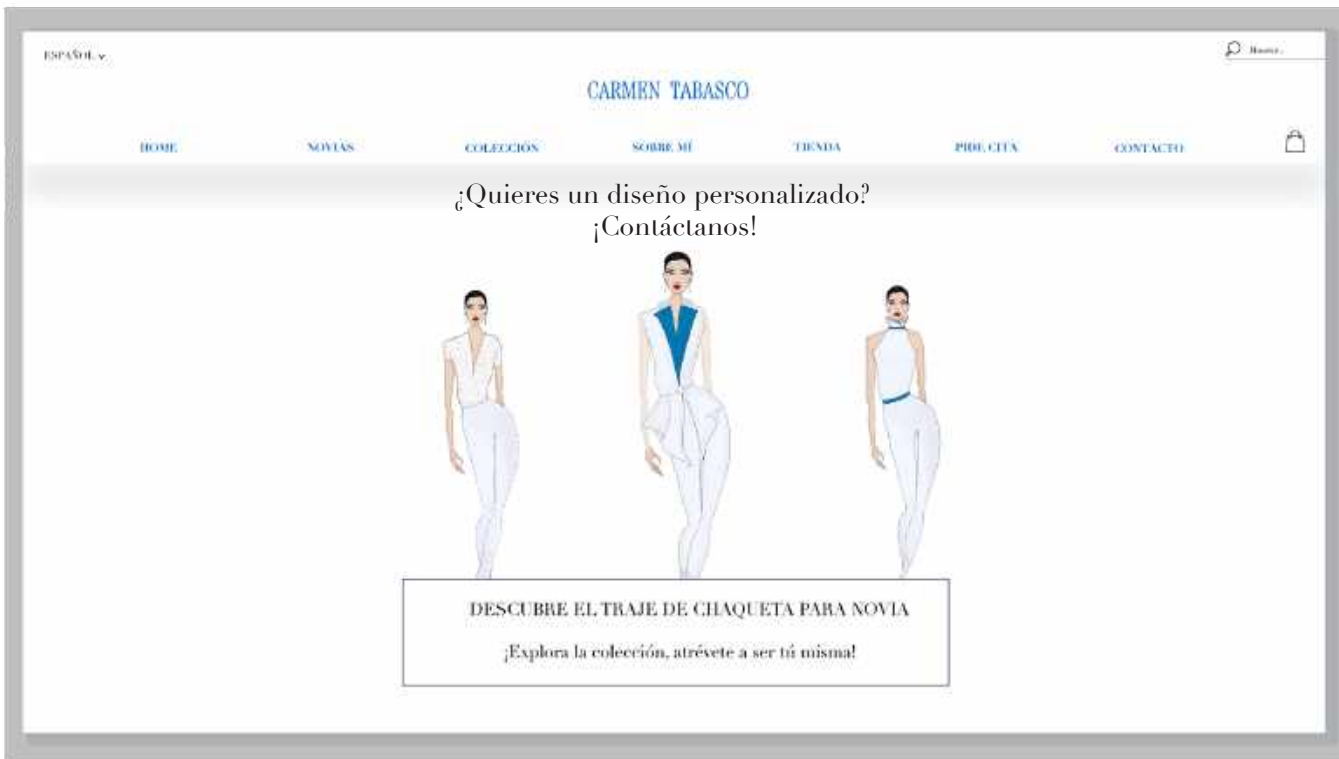 ESPAÑOL
Buscar...
CARMEN TABASCO
HOME NOVIAS COLECCIÓN SOBRE MÍ TIENDA PIDE CITA CONTACTO
¿Quieres un diseño personalizado?
¡Contáctanos!
DESCUBRE EL TRAJE DE CHAQUETA PARA NOVIA
¡Explora la colección, atrévete a ser tú misma!